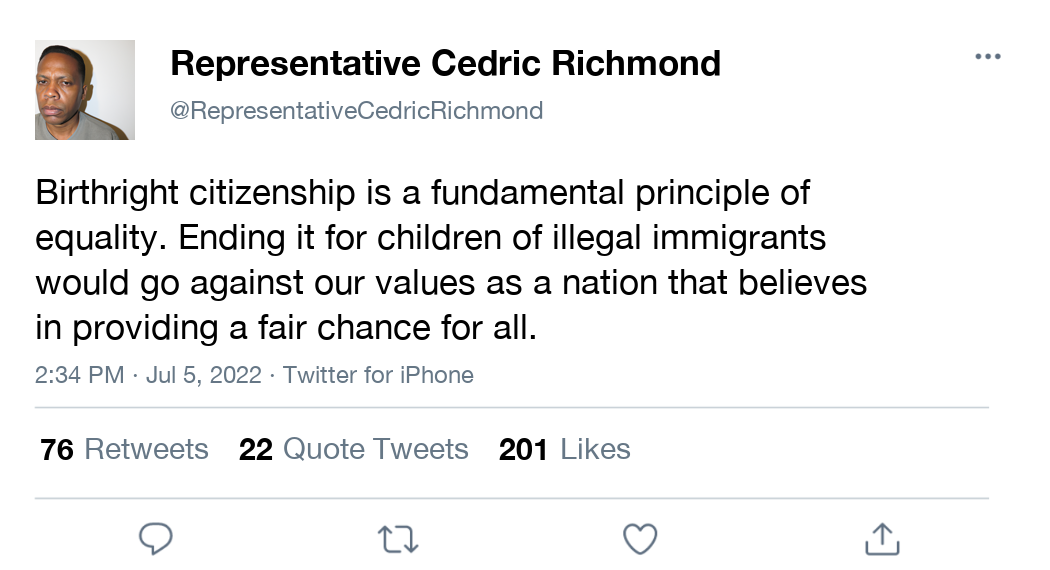 Representative Cedric Richmond
@RepresentativeCedricRichmond
Birthright citizenship is a fundamental principle of
equality. Ending it for children of illegal immigrants
would go against our values as a nation that believes
in providing a fair chance for all.
2:34 PM · Jul 5, 2022 · Twitter for iPhone
76 Retweets 22 Quote Tweets 201 Likes